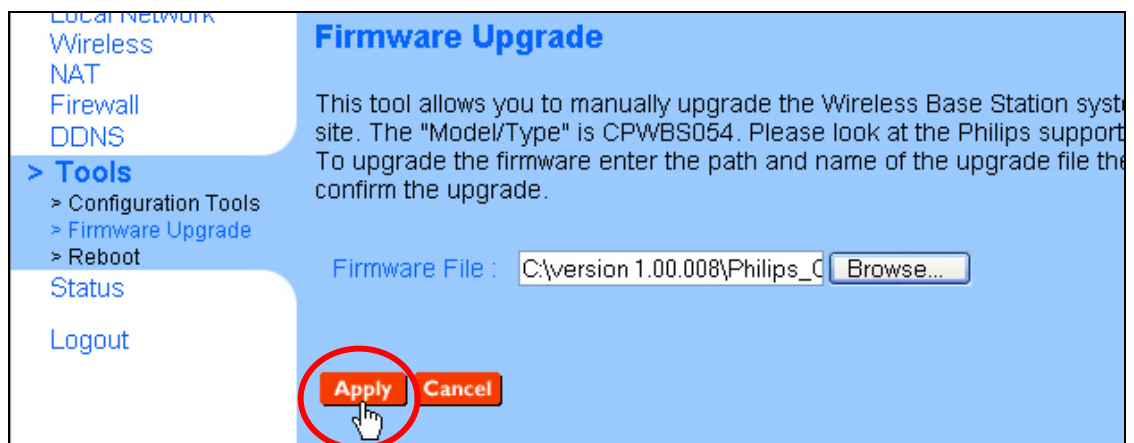 Local Network
Wireless
NAT
Firewall
DDNS
> Tools
> Configuration Tools
> Firmware Upgrade
> Reboot
Status
Logout
Firmware Upgrade
This tool allows you to manually upgrade the Wireless Base Station
site. The "Model/Type" is CPWBS054. Please look at the Philips support
To upgrade the firmware enter the path and name of the upgrade file
confirm the upgrade.
Firmware File : C:\version 1.00.008\Philips_ Browse...
Apply Cancel